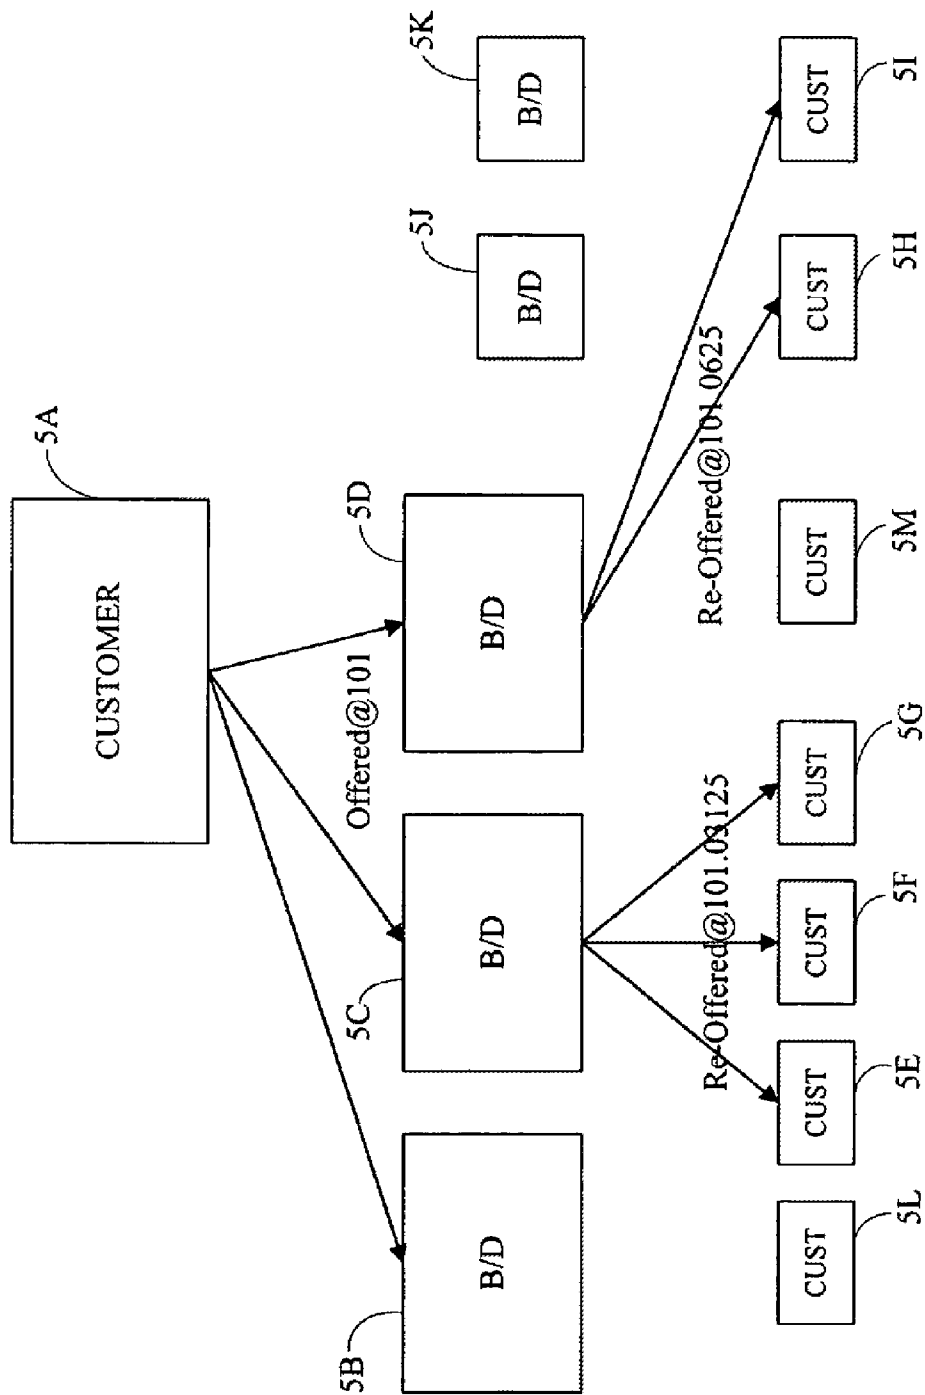 5A
CUSTOMER
Offered@101
5B
B/D
5C
B/D
5D
B/D
5J
B/D
5K
B/D
Re-Offered@101.03125
Re-Offered@101.0625
CUST
5L
CUST
5E
CUST
5F
CUST
5G
CUST
5M
CUST
5H
CUST
5I